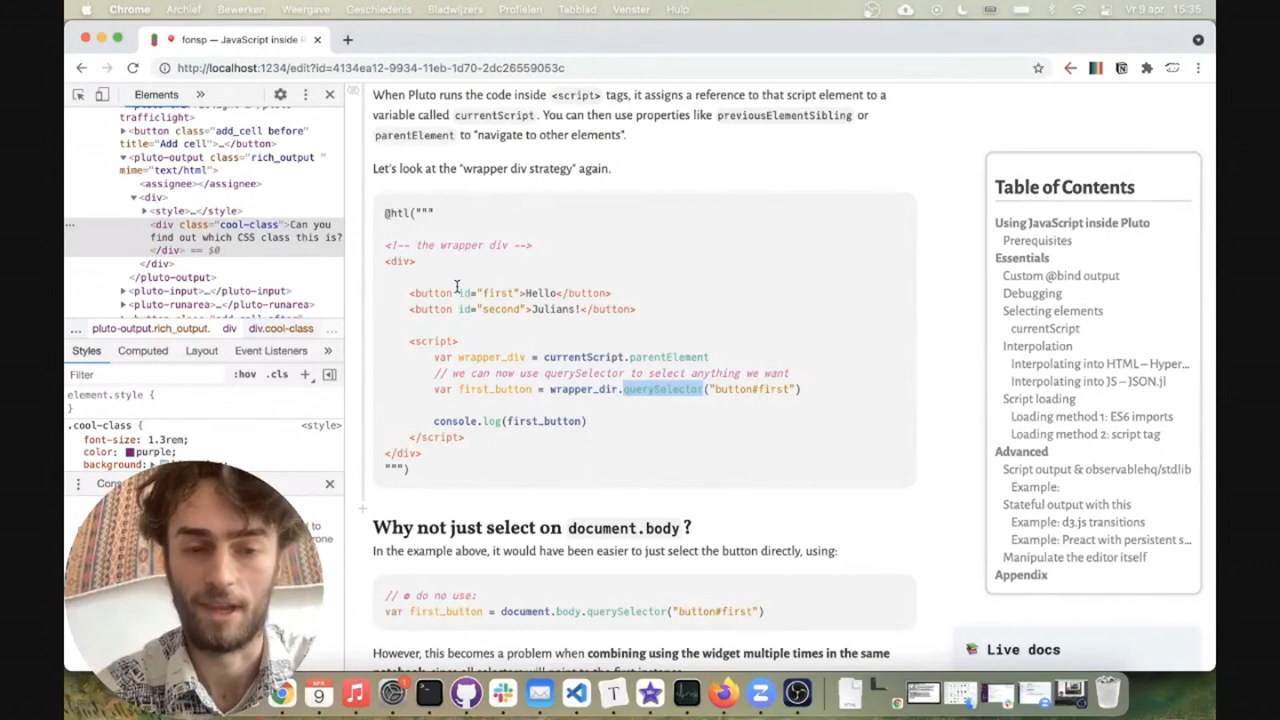 Chrome Archief Bewerken Weergave Geschiedenis Bladwijzers Profielen Tabblad Venster Hulp Vr 9 apr. 15:35
fonsp — JavaScript inside P
http://localhost:1234/edit?id=4134ea12-9934-11eb-1d70-2dc26559053c
Elements
trafficlight">
<button class="add_cell before"
title="Add cell">…</button>
<pluto-output class="rich_output "
mime="text/html">
<assignee></assignee>
<div>
<style>…</style>
<div class="cool-class">Can you
find out which CSS class this is?
</div> == $0
</div>
</pluto-output>
<pluto-input>…</pluto-input>
<pluto-runarea>…</pluto-runarea>
... pluto-output.rich_output. div div.cool-class
Styles Computed Layout Event Listeners
Filter :hov .cls
element.style {
}
.cool-class { <style>
font-size: 1.3rem;
color: purple;
background:
Cons
When Pluto runs the code inside <script> tags, it assigns a reference to that script element to a
variable called currentScript. You can then use properties like previousElementSibling or
parentElement to "navigate to other elements".
Let's look at the "wrapper div strategy" again.
@htl("""
<!-- the wrapper div -->
<div>
<button id="first">Hello</button>
<button id="second">Julians!</button>
<script>
var wrapper_div = currentScript.parentElement
// we can now use querySelector to select anything we want
var first_button = wrapper_dir.querySelector("button#first")
console.log(first_button)
</script>
</div>
""")
Why not just select on document.body?
In the example above, it would have been easier to just select the button directly, using:
// ⊘ do no use:
var first_button = document.body.querySelector("button#first")
However, this becomes a problem when combining using the widget multiple times in the same
Table of Contents
Using JavaScript inside Pluto
Prerequisites
Essentials
Custom @bind output
Debugging
Selecting elements
currentScript
Interpolation
Interpolating into HTML – Hyper...
Interpolating into JS – JSON.jl
Script loading
Loading method 1: ES6 imports
Loading method 2: script tag
Advanced
Script output & observablehq/stdlib
Example:
Stateful output with this
Example: d3.js transitions
Example: Preact with persistent s...
Manipulate the editor itself
Appendix
Live docs